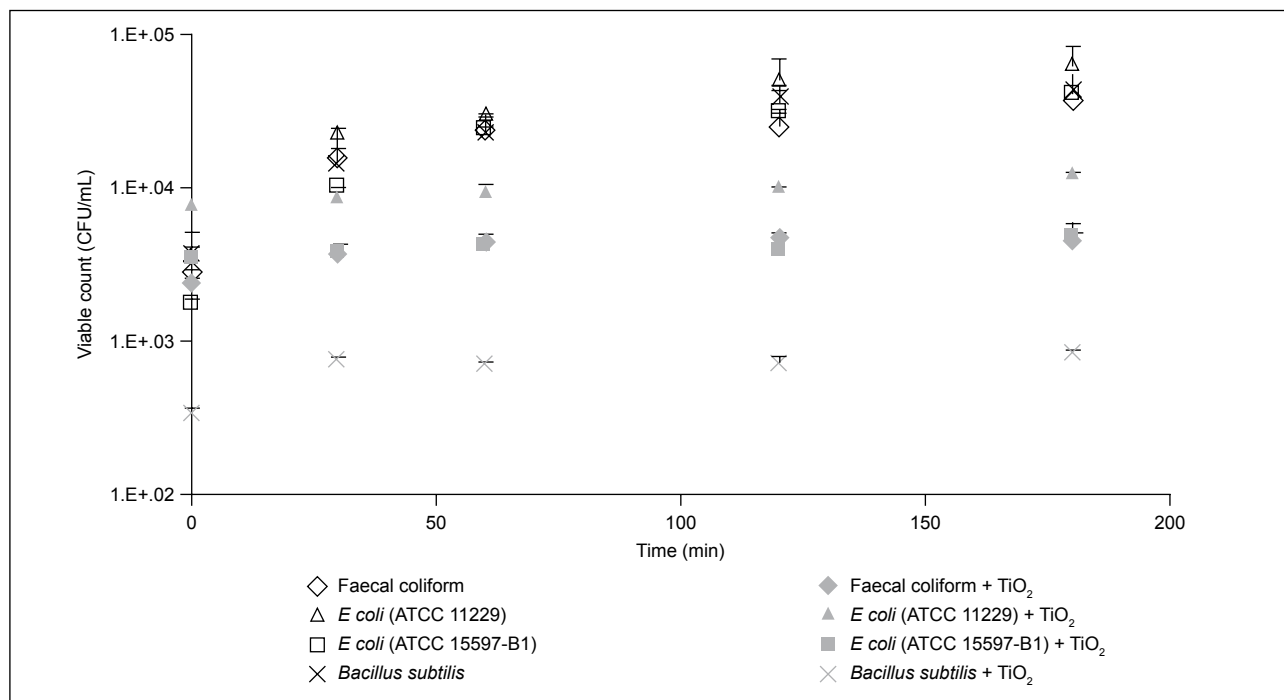 1.E+.05
1.E+.04
1.E+.03
1.E+.02
Viable count (CFU/mL)
0 50 100 150 200
Time (min)
Faecal coliform
E coli (ATCC 11229)
E coli (ATCC 15597-B1)
Bacillus subtilis
Faecal coliform + TiO₂
E coli (ATCC 11229) + TiO₂
E coli (ATCC 15597-B1) + TiO₂
Bacillus subtilis + TiO₂